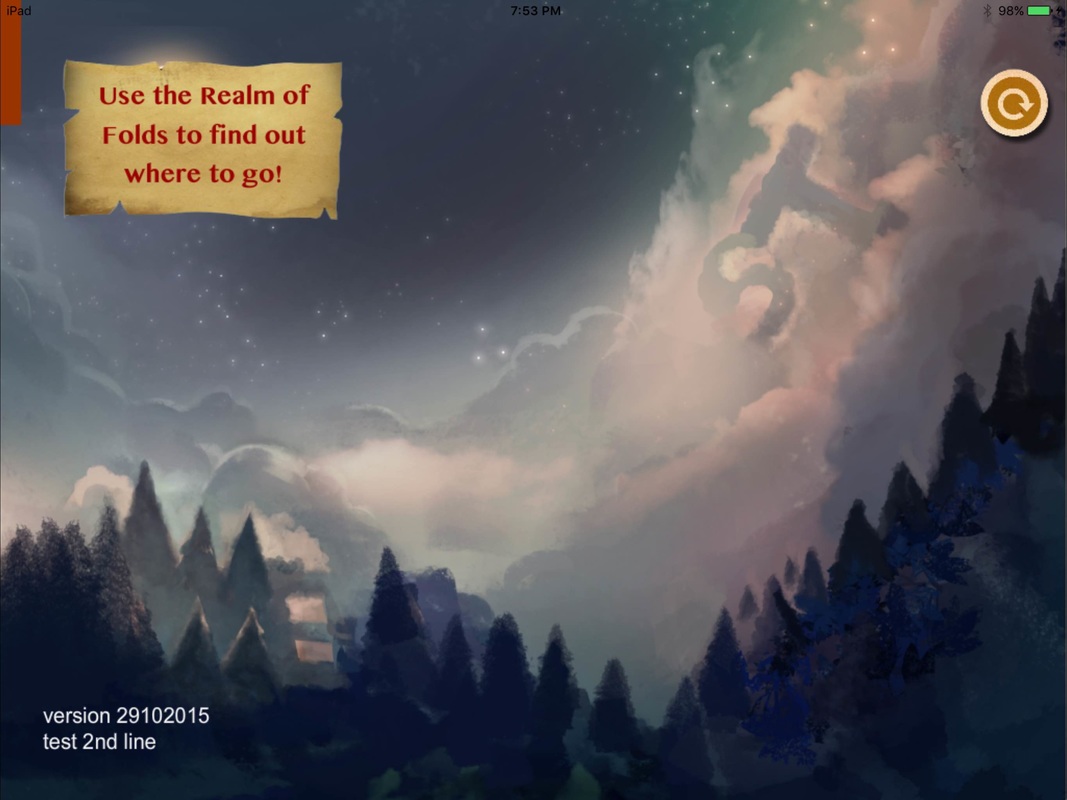 iPad
7:53 PM
98%
Use the Realm of
Folds to find out
where to go!
version 29102015
test 2nd line